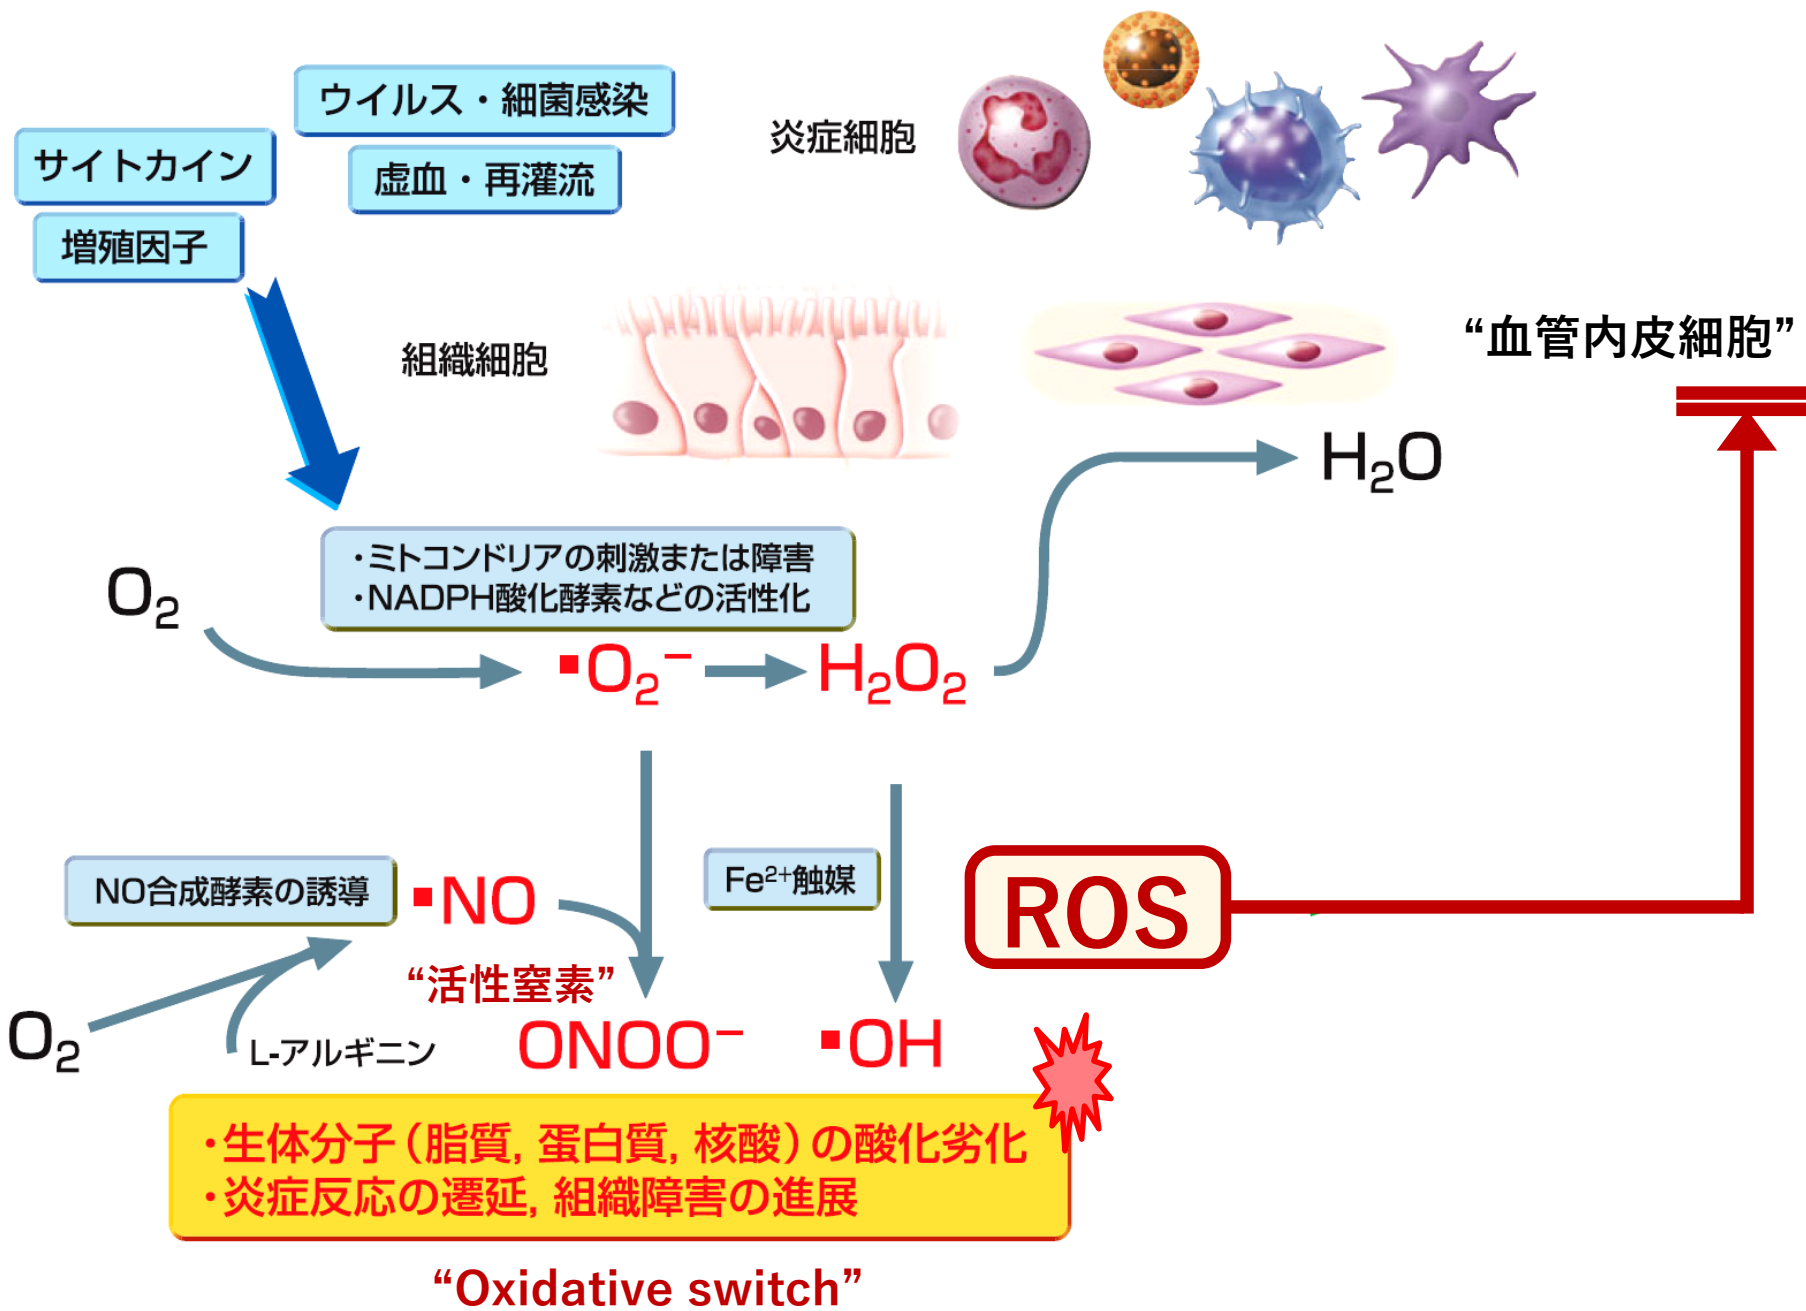 ウイルス・細菌感染
サイトカイン
虚血・再灌流
増殖因子
炎症細胞
組織細胞
“血管内皮細胞”
H₂O
・ミトコンドリアの刺激または障害
・NADPH酸化酵素などの活性化
O₂
▪O₂⁻
H₂O₂
NO合成酵素の誘導
▪NO
Fe²⁺触媒
ROS
“活性窒素”
O₂
L-アルギニン
ONOO⁻
▪OH
・生体分子（脂質, 蛋白質, 核酸）の酸化劣化
・炎症反応の遷延, 組織障害の進展
“Oxidative switch”